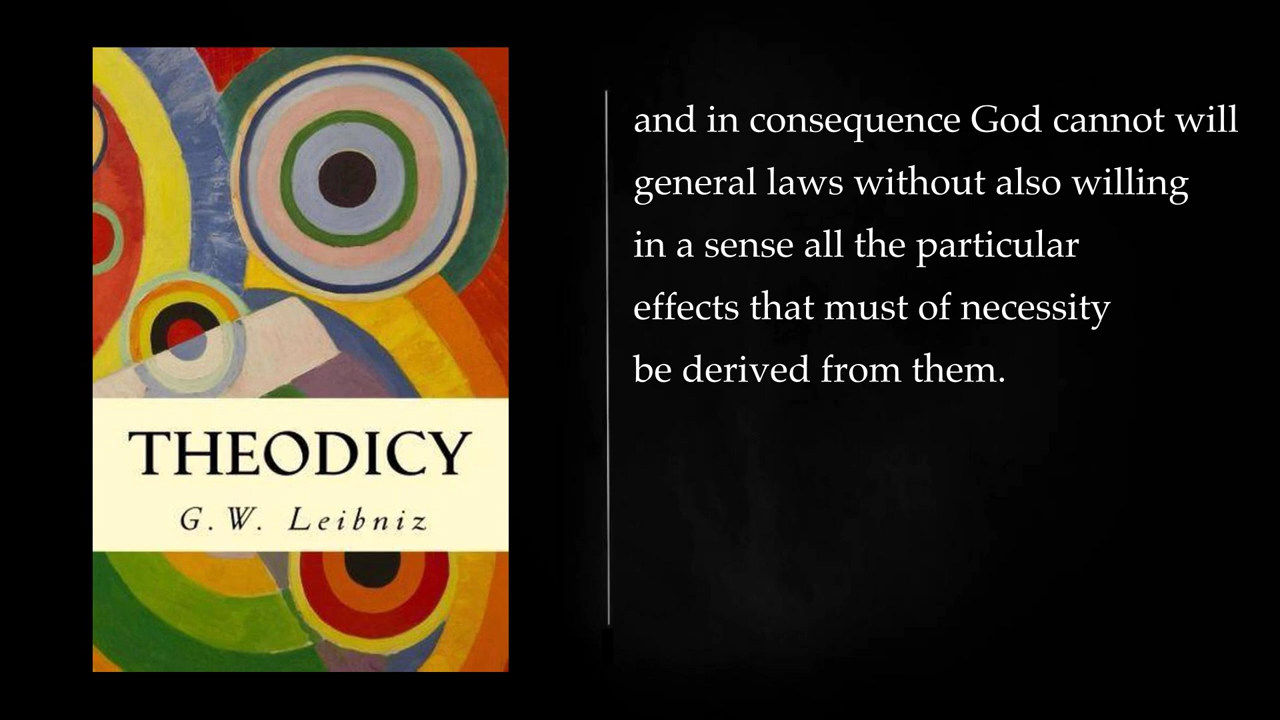 THEODICY
G. W. Leibniz
and in consequence God cannot will
general laws without also willing
in a sense all the particular
effects that must of necessity
be derived from them.